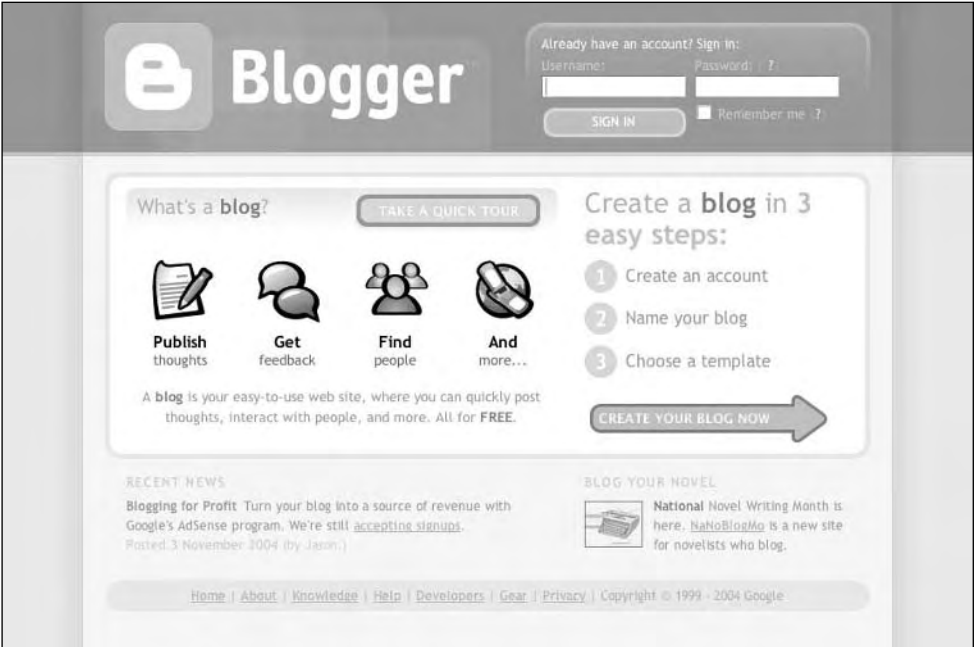 Blogger™
Already have an account? Sign in:
Username:
Password: ( ? )
SIGN IN
Remember me (?)
What's a blog?
TAKE A QUICK TOUR
Publish
thoughts
Get
feedback
Find
people
And
more...
A blog is your easy-to-use web site, where you can quickly post
thoughts, interact with people, and more. All for FREE.
Create a blog in 3
easy steps:
1 Create an account
2 Name your blog
3 Choose a template
CREATE YOUR BLOG NOW
RECENT NEWS
Blogging for Profit Turn your blog into a source of revenue with
Google's AdSense program. We're still accepting signups.
Posted 3 November 2004 (by Jason.)
BLOG YOUR NOVEL
National Novel Writing Month is
here. NaNoBlogMo is a new site
for novelists who blog.
Home | About | Knowledge | Help | Developers | Gear | Privacy | Copyright © 1999 - 2004 Google